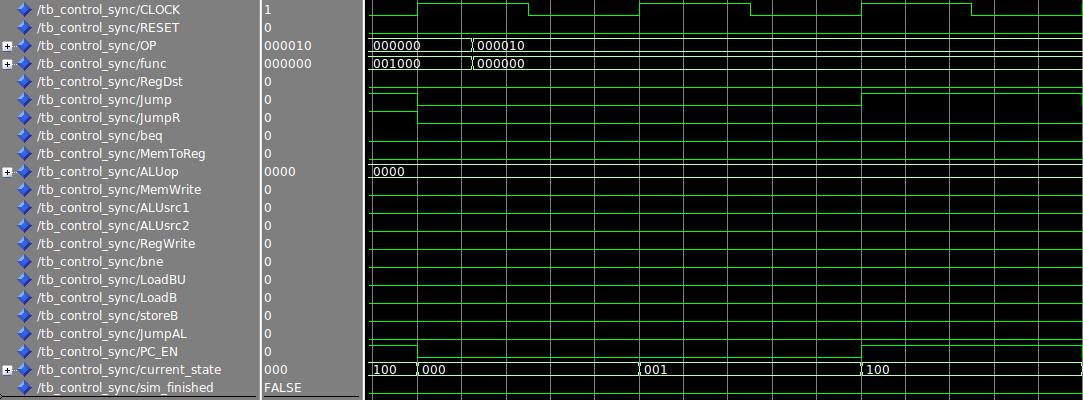 /tb_control_sync/CLOCK 1
/tb_control_sync/RESET 0
/tb_control_sync/OP 000010 000000 000010
/tb_control_sync/func 000000 001000 000000
/tb_control_sync/RegDst 0
/tb_control_sync/Jump 0
/tb_control_sync/JumpR 0
/tb_control_sync/beq 0
/tb_control_sync/MemToReg 0
/tb_control_sync/ALUop 0000 0000
/tb_control_sync/MemWrite 0
/tb_control_sync/ALUsrc1 0
/tb_control_sync/ALUsrc2 0
/tb_control_sync/RegWrite 0
/tb_control_sync/bne 0
/tb_control_sync/LoadBU 0
/tb_control_sync/LoadB 0
/tb_control_sync/storeB 0
/tb_control_sync/JumpAL 0
/tb_control_sync/PC_EN 0
/tb_control_sync/current_state 000 100 000 001 100
/tb_control_sync/sim_finished FALSE